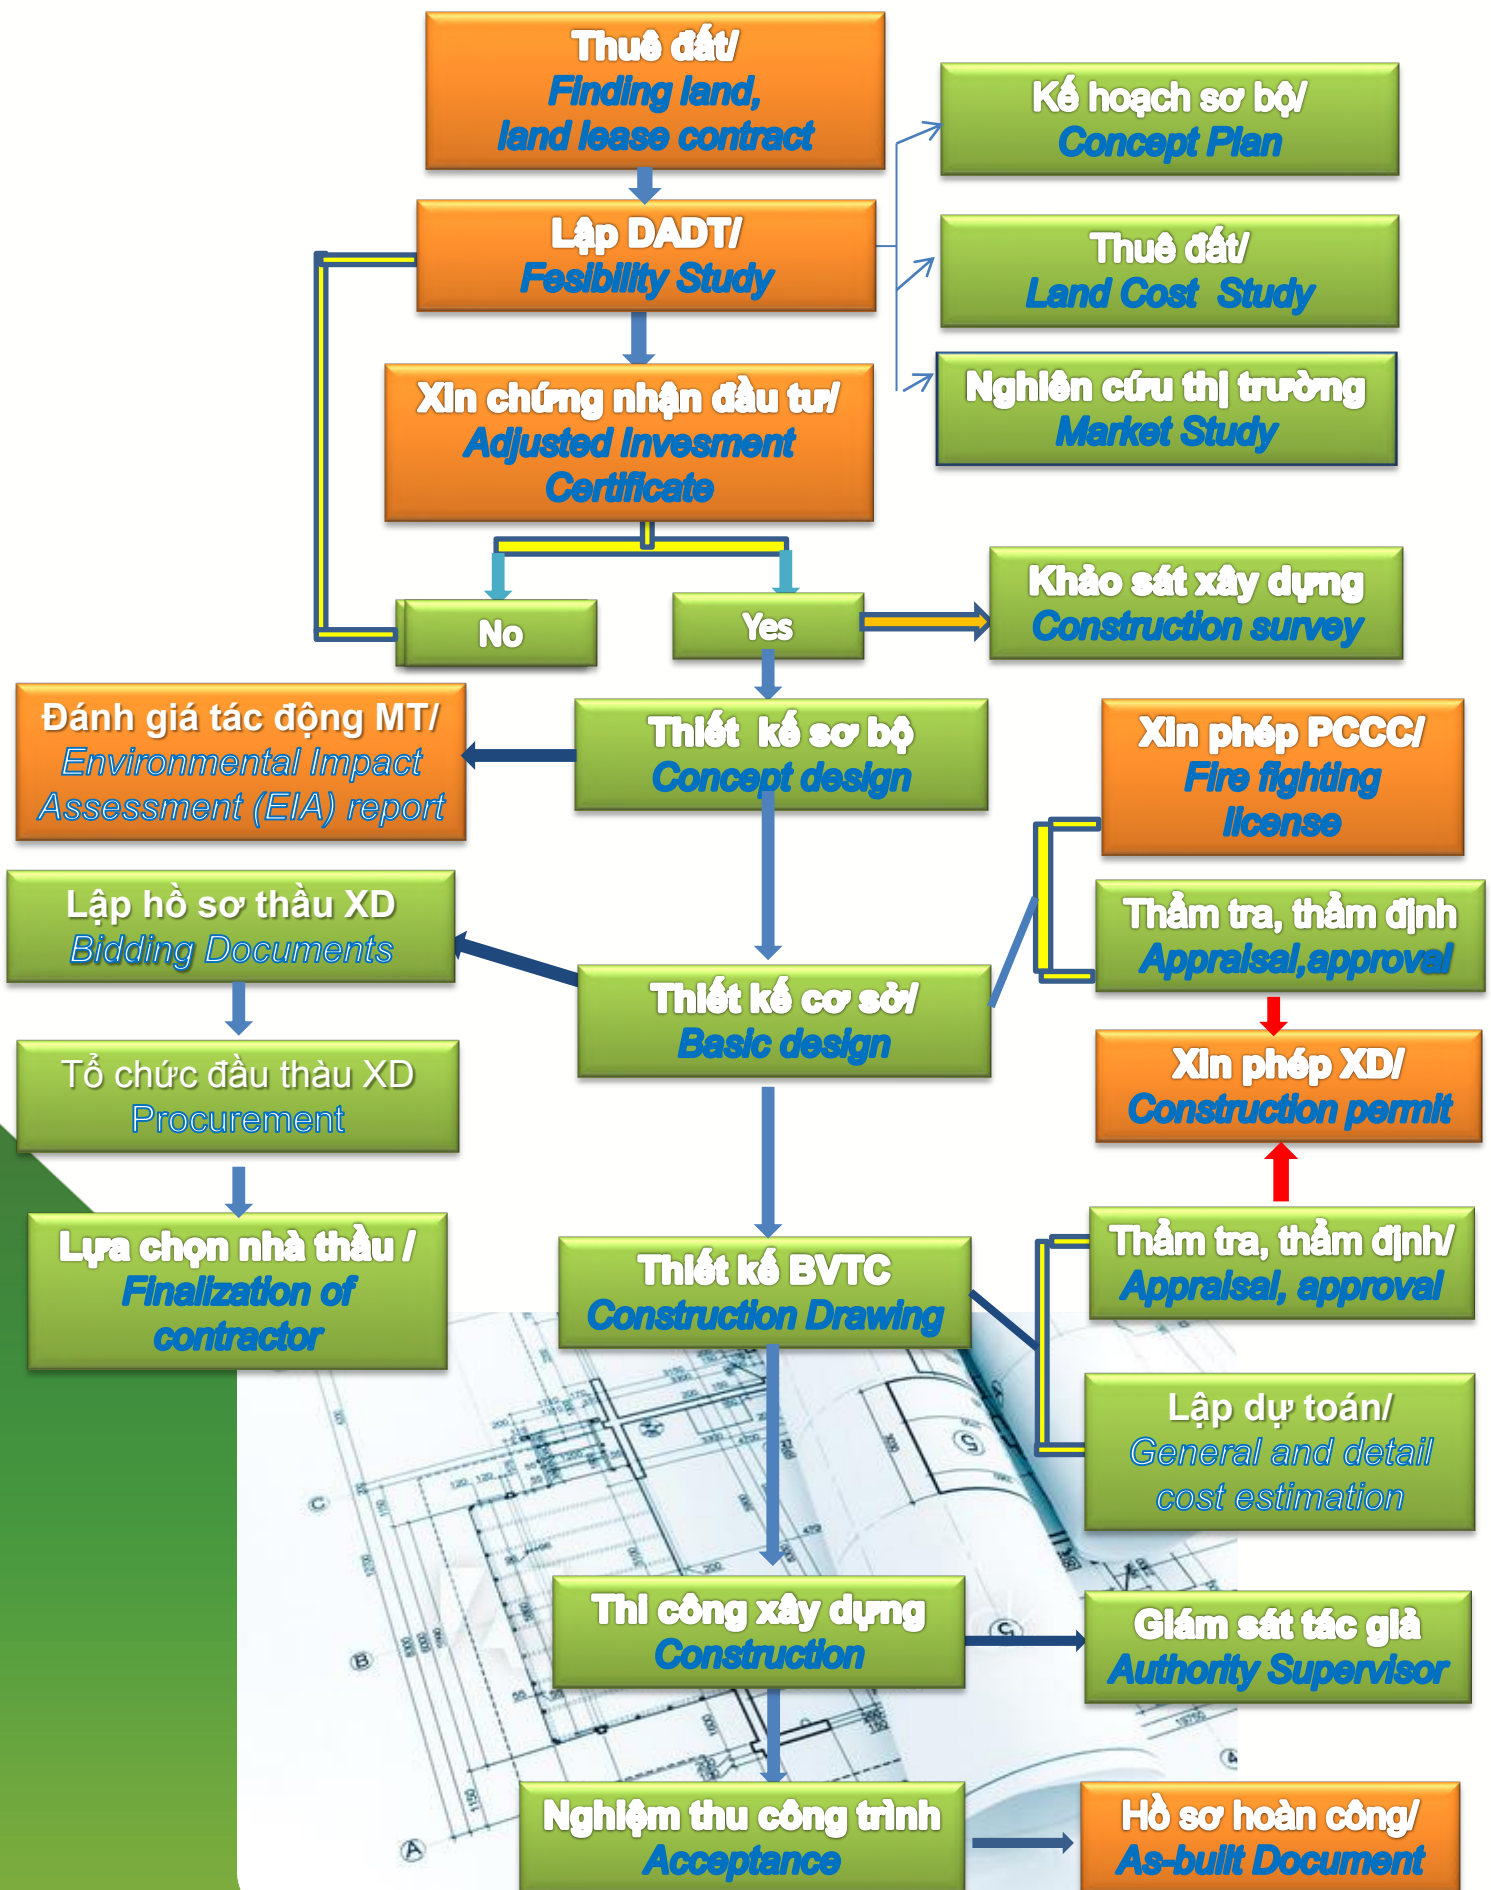 Thuê đất/
Finding land,
land lease contract
Kế hoạch sơ bộ/
Concept Plan
Lập DADT/
Fesibility Study
Thuê đất/
Land Cost Study
Xin chứng nhận đầu tư/
Adjusted Invesment
Certificate
Nghiên cứu thị trường
Market Study
No
Yes
Khảo sát xây dựng
Construction survey
Đánh giá tác động MT/
Environmental Impact
Assessment (EIA) report
Thiết kế sơ bộ
Concept design
Xin phép PCCC/
Fire fighting
license
Lập hồ sơ thầu XD
Bidding Documents
Thẩm tra, thẩm định
Appraisal,approval
Thiết kế cơ sở/
Basic design
Tổ chức đầu thàu XD
Procurement
Xin phép XD/
Construction permit
Lựa chọn nhà thầu /
Finalization of
contractor
Thiết kế BVTC
Construction Drawing
Thẩm tra, thẩm định/
Appraisal, approval
Lập dự toán/
General and detail
cost estimation
Thi công xây dựng
Construction
Giám sát tác giả
Authority Supervisor
Nghiệm thu công trình
Acceptance
Hồ sơ hoàn công/
As-built Document
C
B
A